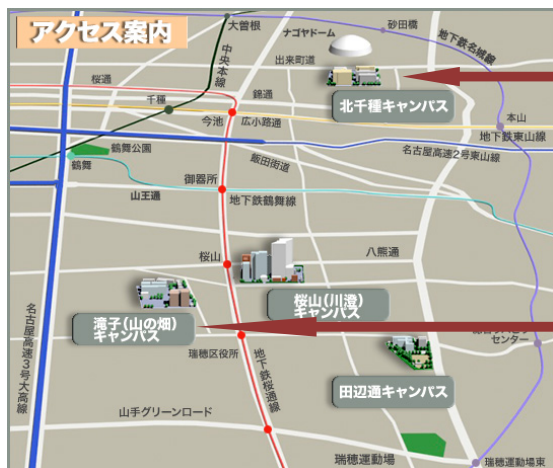 アクセス案内
大曽根
ナゴヤドーム
砂田橋
地下鉄名城線
中央本線
出来町通
桜通
錦通
北千種キャンパス
千種
今池
広小路通
本山
地下鉄東山線
名古屋高速2号東山線
鶴舞公園
鶴舞
飯田街道
御器所
山王通
地下鉄鶴舞線
八熊通
桜山
桜山(川澄)
キャンパス
滝子(山の畑)
キャンパス
名古屋高速3号大高線
瑞穂区役所
地下鉄桜通線
センター
田辺通キャンパス
山手グリーンロード
瑞穂運動場
瑞穂運動場東